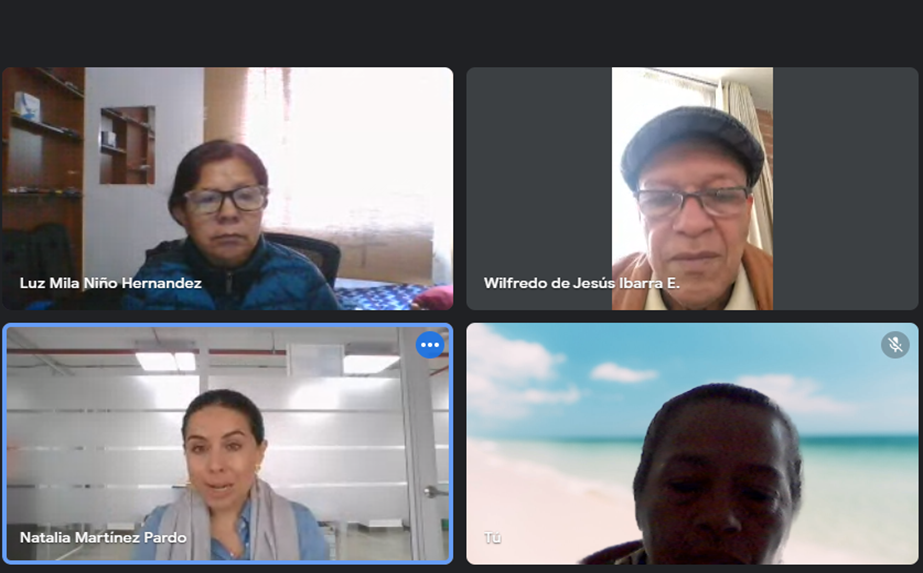 Luz Mila Niño Hernandez
Wilfredo de Jesús Ibarra E.
Natalia Martínez Pardo
Tú